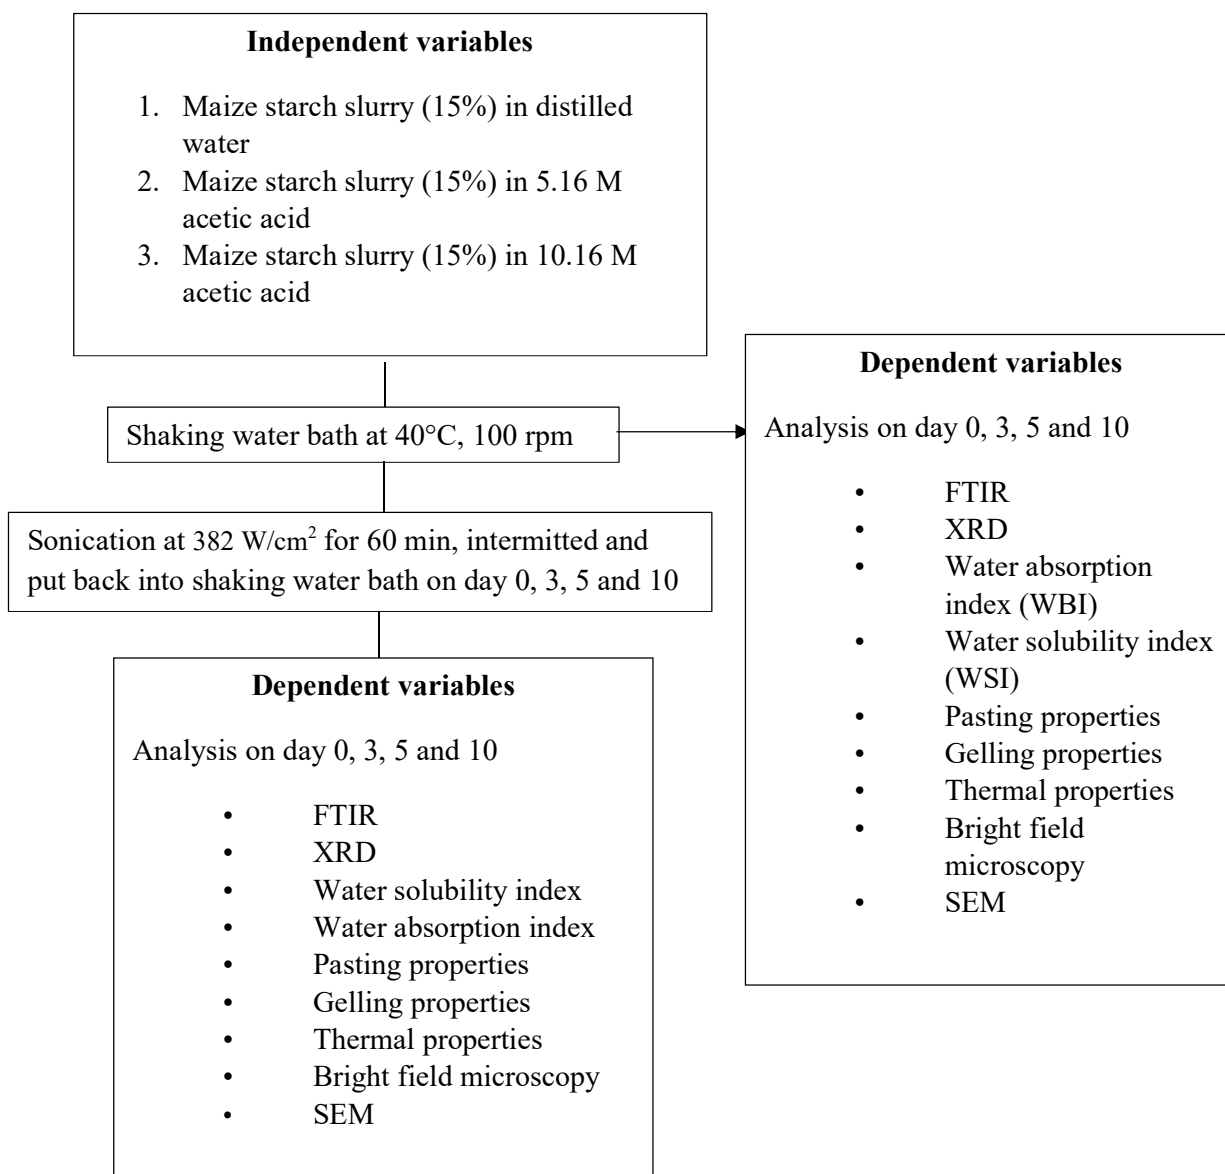 Independent variables
1. Maize starch slurry (15%) in distilled
water
2. Maize starch slurry (15%) in 5.16 M
acetic acid
3. Maize starch slurry (15%) in 10.16 M
acetic acid
Shaking water bath at 40°C, 100 rpm
Sonication at 382 W/cm² for 60 min, intermitted and
put back into shaking water bath on day 0, 3, 5 and 10
Dependent variables
Analysis on day 0, 3, 5 and 10
• FTIR
• XRD
• Water solubility index
• Water absorption index
• Pasting properties
• Gelling properties
• Thermal properties
• Bright field microscopy
• SEM
Dependent variables
Analysis on day 0, 3, 5 and 10
• FTIR
• XRD
• Water absorption
index (WBI)
• Water solubility index
(WSI)
• Pasting properties
• Gelling properties
• Thermal properties
• Bright field
microscopy
• SEM